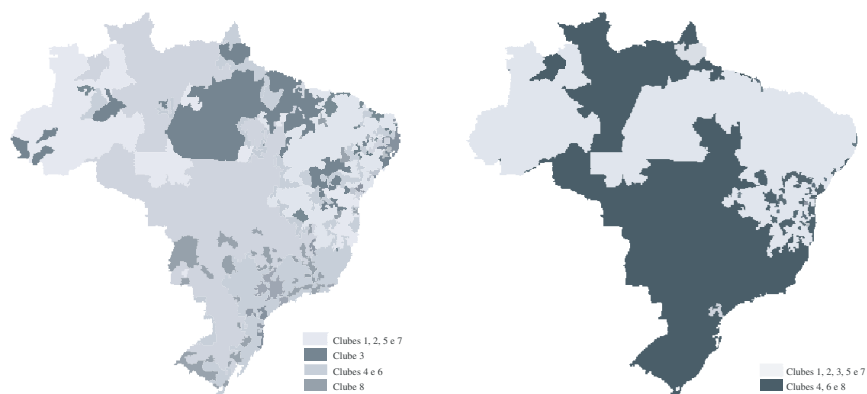 Clubes 1, 2, 5 e 7
Clube 3
Clubes 4 e 6
Clube 8
Clubes 1, 2, 3, 5 e 7
Clubes 4, 6 e 8